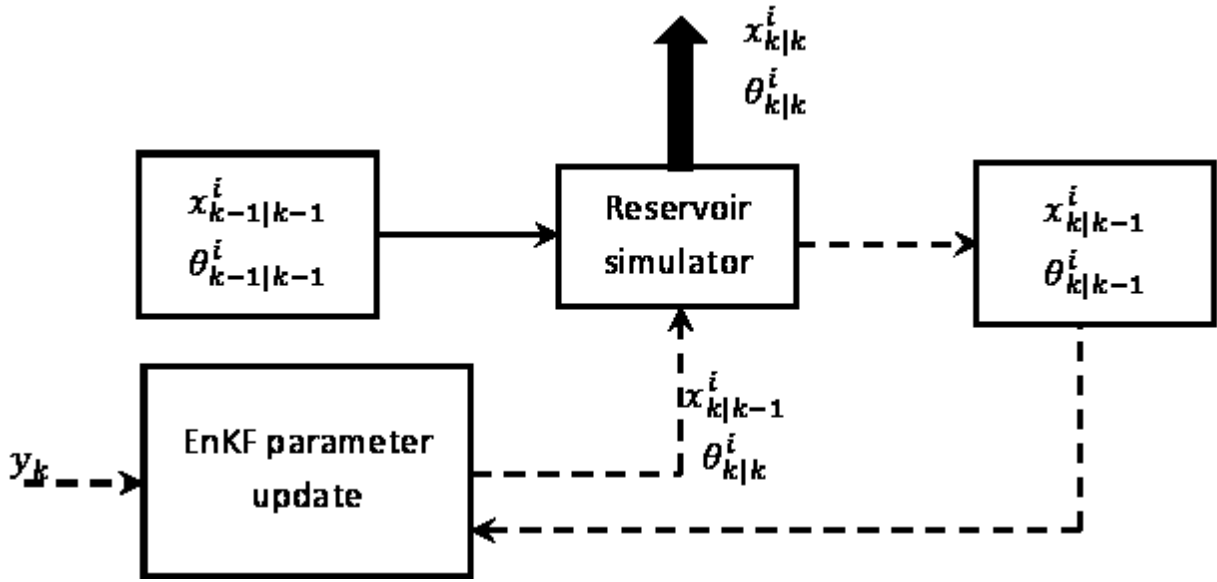 x^i_{k|k}
θ^i_{k|k}
x^i_{k-1|k-1}
θ^i_{k-1|k-1}
Reservoir
simulator
x^i_{k|k-1}
θ^i_{k|k-1}
EnKF parameter
update
x^i_{k|k-1}
θ^i_{k|k}
y_k